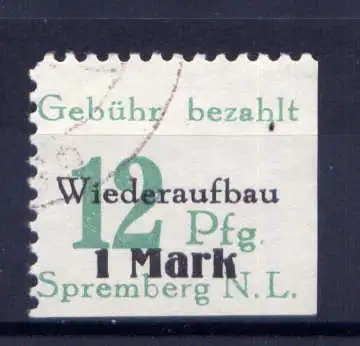 Gebühr bezahlt
Wiederaufbau
12 Pfg.
1 Mark
Spremberg N.L.